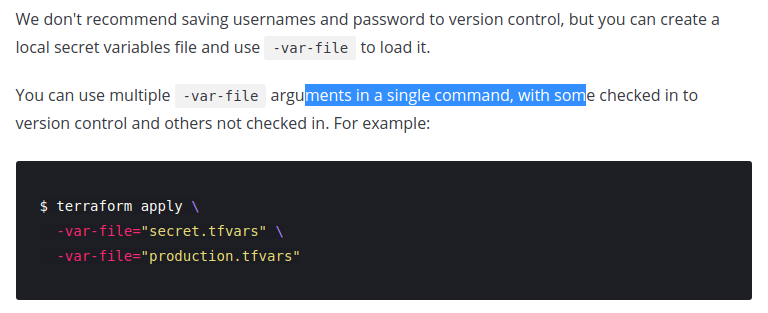 We don't recommend saving usernames and password to version control, but you can create a
local secret variables file and use -var-file to load it.
You can use multiple -var-file arguments in a single command, with some checked in to
version control and others not checked in. For example:
$ terraform apply \
-var-file="secret.tfvars" \
-var-file="production.tfvars"